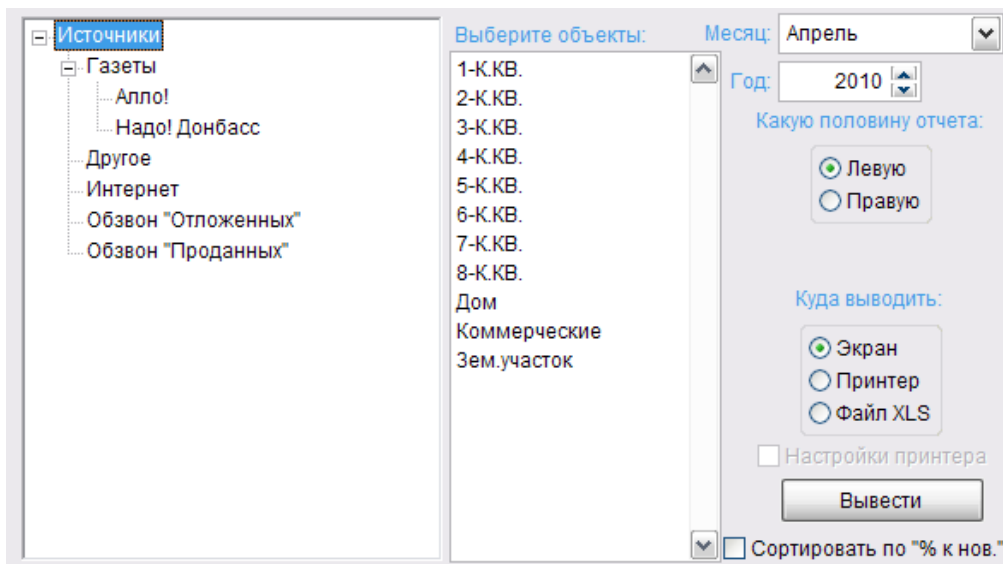 Источники
Газеты
Алло!
Надо! Донбасс
Другое
Интернет
Обзвон "Отложенных"
Обзвон "Проданных"
Выберите объекты:
1-К.КВ.
2-К.КВ.
3-К.КВ.
4-К.КВ.
5-К.КВ.
6-К.КВ.
7-К.КВ.
8-К.КВ.
Дом
Коммерческие
Зем.участок
Месяц: Апрель
Год: 2010
Какую половину отчета:
Левую
Правую
Куда выводить:
Экран
Принтер
Файл XLS
Настройки принтера
Вывести
Сортировать по "% к нов."